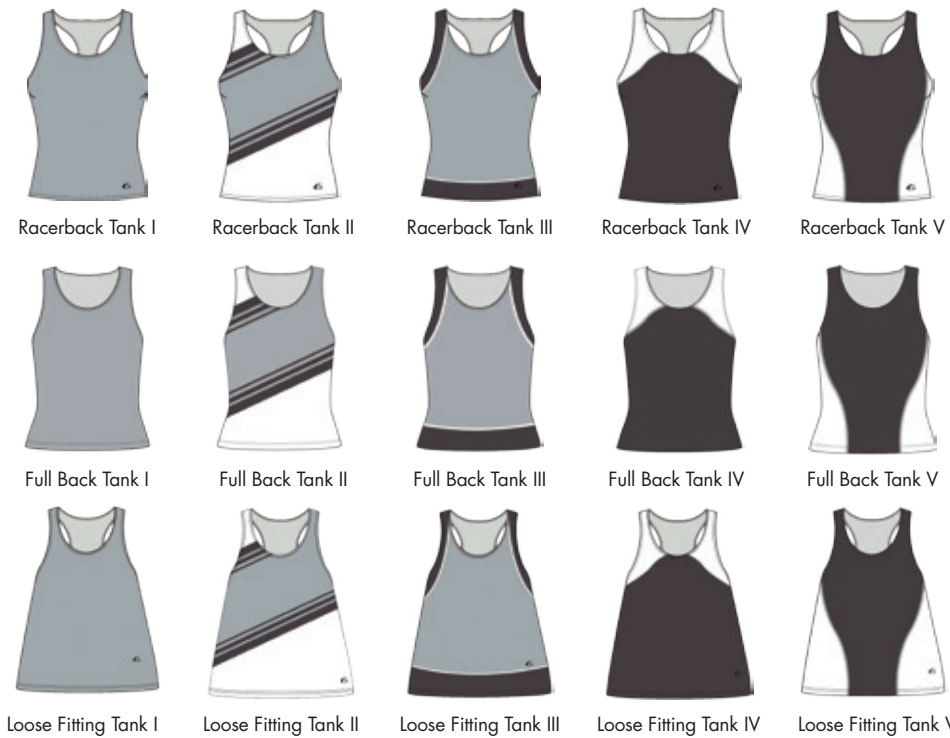 Racerback Tank I
Racerback Tank II
Racerback Tank III
Racerback Tank IV
Racerback Tank V
Full Back Tank I
Full Back Tank II
Full Back Tank III
Full Back Tank IV
Full Back Tank V
Loose Fitting Tank I
Loose Fitting Tank II
Loose Fitting Tank III
Loose Fitting Tank IV
Loose Fitting Tank V